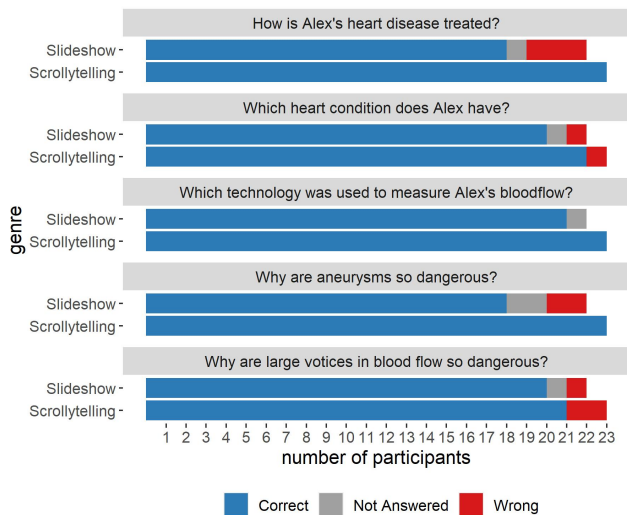 How is Alex's heart disease treated?
Slideshow
Scrollytelling
Which heart condition does Alex have?
Slideshow
Scrollytelling
Which technology was used to measure Alex's bloodflow?
Slideshow
Scrollytelling
Why are aneurysms so dangerous?
Slideshow
Scrollytelling
Why are large votices in blood flow so dangerous?
Slideshow
Scrollytelling
genre
1 2 3 4 5 6 7 8 9 10 11 12 13 14 15 16 17 18 19 20 21 22 23
number of participants
Correct Not Answered Wrong